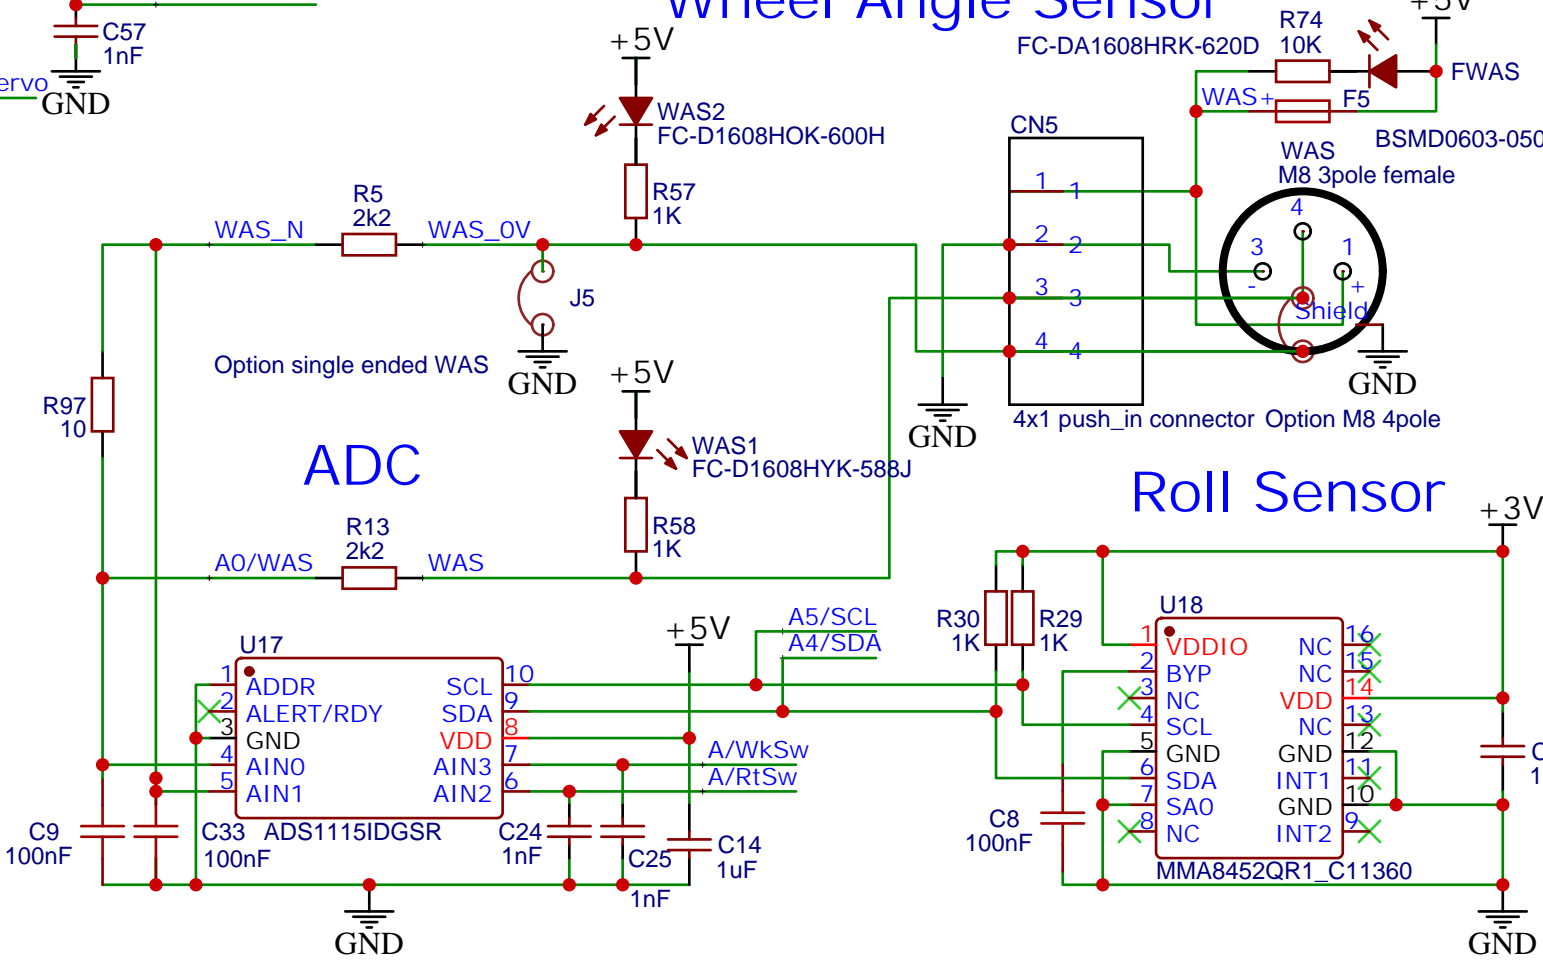 Wheel Angle Sensor
C57
1nF
ervo
GND
+5V
WAS2
FC-D1608HOK-600H
R57
1K
R74
10K
+5V
FC-DA1608HRK-620D
FWAS
WAS+
F5
BSMD0603-050
CN5
WAS
M8 3pole female
1 1
2 2
3 3
4 4
4
3
1
-
+
Shield
GND
4x1 push_in connector
Option M8 4pole
GND
R5
2k2
WAS_N
WAS_0V
J5
GND
Option single ended WAS
R97
10
ADC
+5V
WAS1
FC-D1608HYK-588J
R58
1K
R13
2k2
A0/WAS
WAS
Roll Sensor
+3V
U17
1 ADDR
2 ALERT/RDY
3 GND
4 AIN0
5 AIN1
SCL 10
SDA 9
VDD 8
AIN3 7
AIN2 6
ADS1115IDGSR
+5V
A5/SCL
A4/SDA
A/WkSw
A/RtSw
C9
100nF
C33
100nF
C24
1nF
C25
1nF
C14
1uF
GND
R30
1K
R29
1K
U18
1 VDDIO
2 BYP
3 NC
4 SCL
5 GND
6 SDA
7 SA0
8 NC
NC 16
NC 15
VDD 14
NC 13
GND 12
INT1 11
GND 10
INT2 9
MMA8452QR1_C11360
C8
100nF
C
1
GND